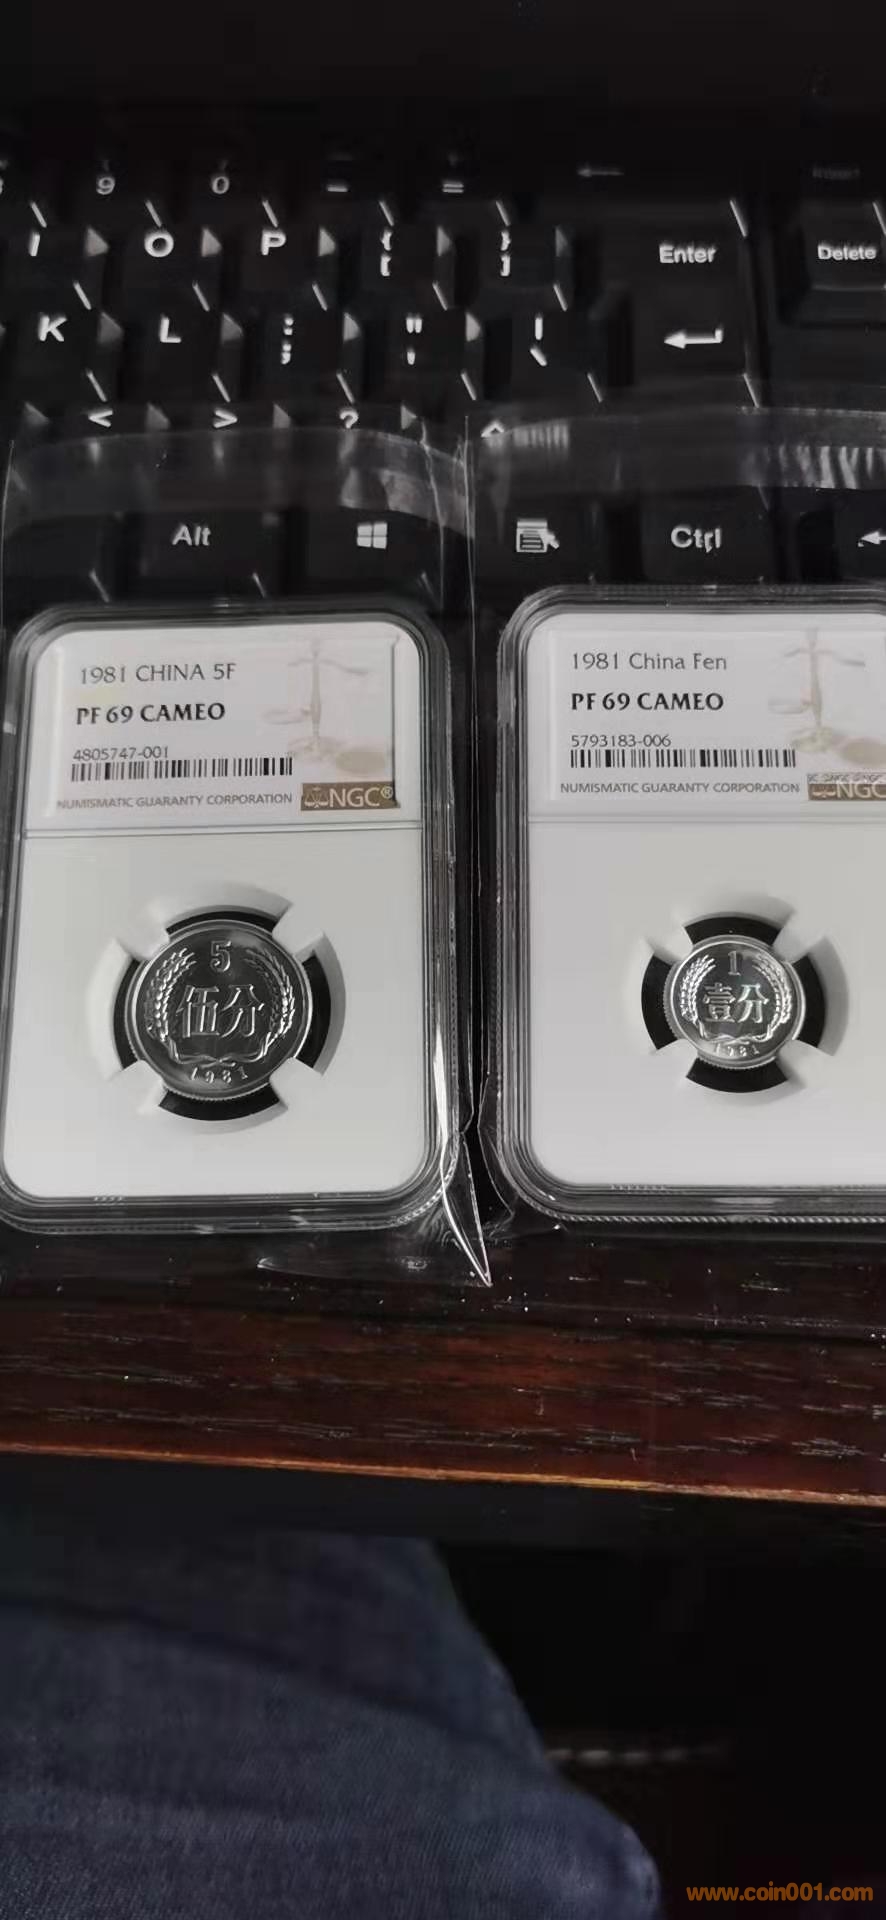 9
0
-
=
I
O
P
{
[
}
]
Enter
Delete
K
L
:
;
"
'
|
\
<
>
?
Alt
Ctrl
1981 CHINA 5F
PF 69 CAMEO
4805747-001
NUMISMATIC GUARANTY CORPORATION
NGC®
1981 China Fen
PF 69 CAMEO
5793183-006
NUMISMATIC GUARANTY CORPORATION
NGC
5
伍分
1981
1
壹分
1981
www.coin001.com